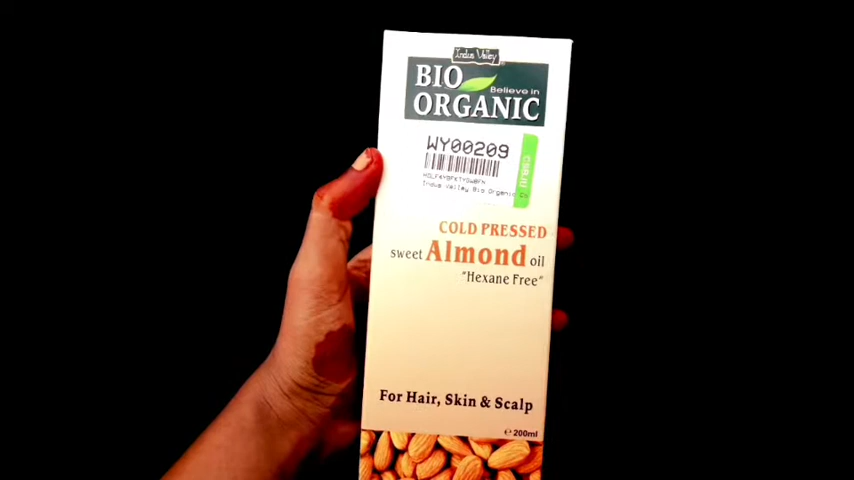 Indus Valley
BIO
Believe in
ORGANIC
WY00209
Indus Valley Bio Organic
COLD PRESSED
sweet Almond oil
"Hexane Free"
For Hair, Skin & Scalp
℮ 200ml